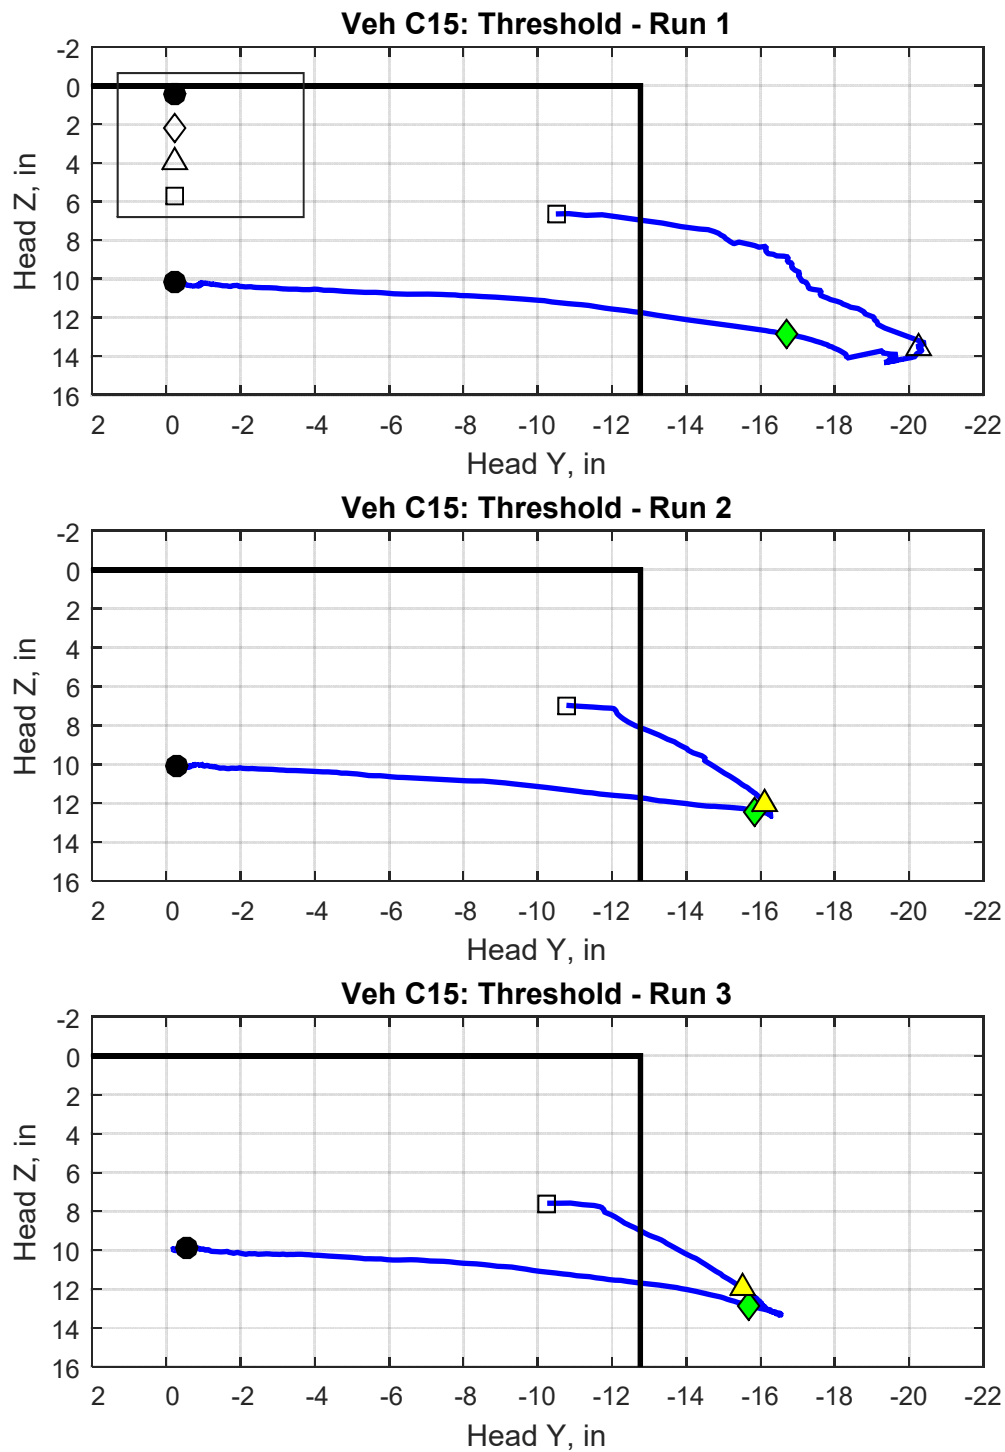 Veh C15: Threshold - Run 1
-2
0
2
4
6
8
10
12
14
16
Head Z, in
2 0 -2 -4 -6 -8 -10 -12 -14 -16 -18 -20 -22
Head Y, in
Veh C15: Threshold - Run 2
-2
0
2
4
6
8
10
12
14
16
Head Z, in
2 0 -2 -4 -6 -8 -10 -12 -14 -16 -18 -20 -22
Head Y, in
Veh C15: Threshold - Run 3
-2
0
2
4
6
8
10
12
14
16
Head Z, in
2 0 -2 -4 -6 -8 -10 -12 -14 -16 -18 -20 -22
Head Y, in